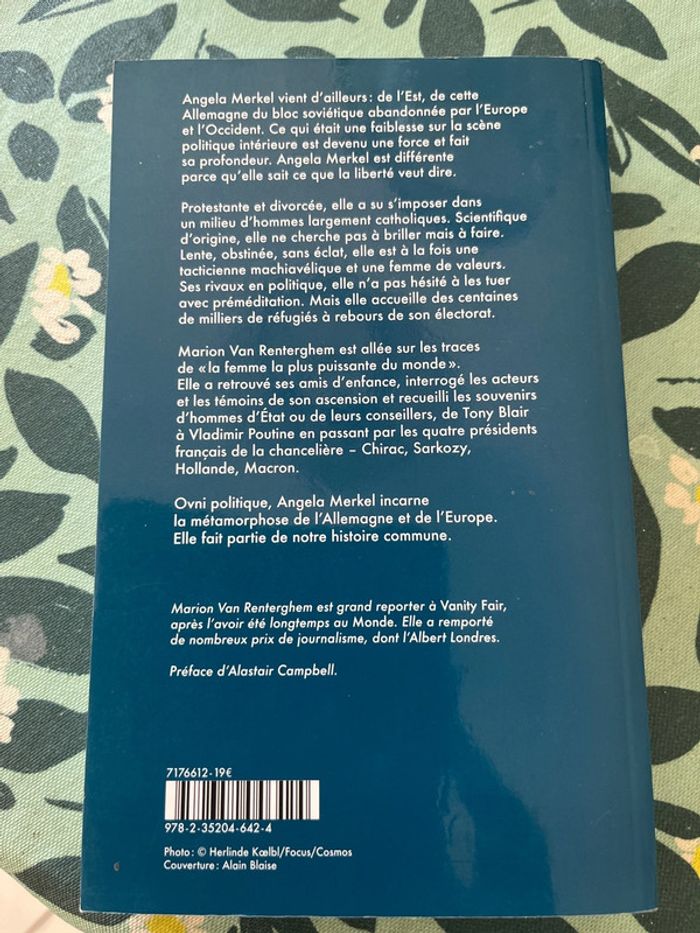 Angela Merkel vient d'ailleurs : de l'Est, de cette
Allemagne du bloc soviétique abandonnée par l'Europe
et l'Occident. Ce qui était une faiblesse sur la scène
politique intérieure est devenu une force et fait
sa profondeur. Angela Merkel est différente
parce qu'elle sait ce que la liberté veut dire.
Protestante et divorcée, elle a su s'imposer dans
un milieu d'hommes largement catholiques. Scientifique
d'origine, elle ne cherche pas à briller mais à faire.
Lente, obstinée, sans éclat, elle est à la fois une
tacticienne machiavélique et une femme de valeurs.
Ses rivaux en politique, elle n'a pas hésité à les tuer
avec préméditation. Mais elle accueille des centaines
de milliers de réfugiés à rebours de son électorat.
Marion Van Renterghem est allée sur les traces
de « la femme la plus puissante du monde ».
Elle a retrouvé ses amis d'enfance, interrogé les acteurs
et les témoins de son ascension et recueilli les souvenirs
d'hommes d'État ou de leurs conseillers, de Tony Blair
à Vladimir Poutine en passant par les quatre présidents
français de la chancelière – Chirac, Sarkozy,
Hollande, Macron.
Ovni politique, Angela Merkel incarne
la métamorphose de l'Allemagne et de l'Europe.
Elle fait partie de notre histoire commune.
Marion Van Renterghem est grand reporter à Vanity Fair,
après l'avoir été longtemps au Monde. Elle a remporté
de nombreux prix de journalisme, dont l'Albert Londres.
Préface d'Alastair Campbell.
7176612-19€
978-2-35204-642-4
Photo : © Herlinde Kœlbl/Focus/Cosmos
Couverture : Alain Blaise